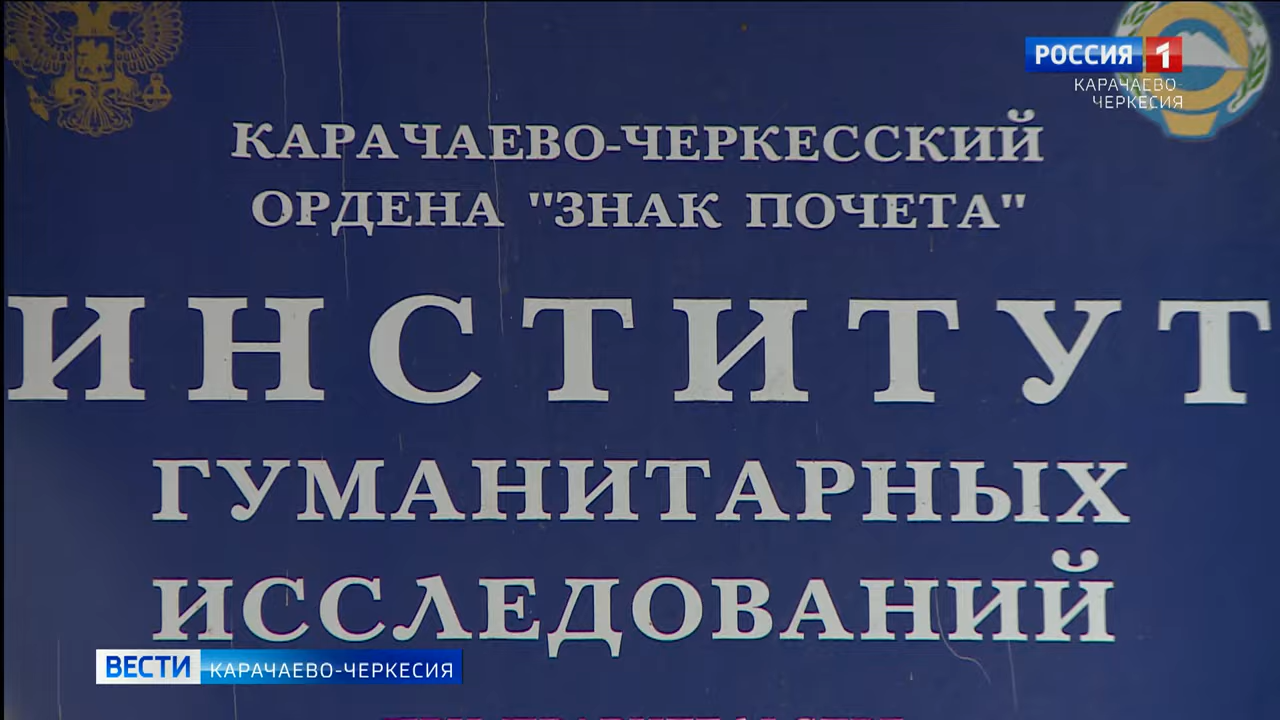 РОССИЯ 1
КАРАЧАЕВО-
ЧЕРКЕСИЯ
КАРАЧАЕВО-ЧЕРКЕССКИЙ
ОРДЕНА "ЗНАК ПОЧЕТА"
ИНСТИТУТ
ГУМАНИТАРНЫХ
ИССЛЕДОВАНИЙ
ВЕСТИ КАРАЧАЕВО-ЧЕРКЕСИЯ